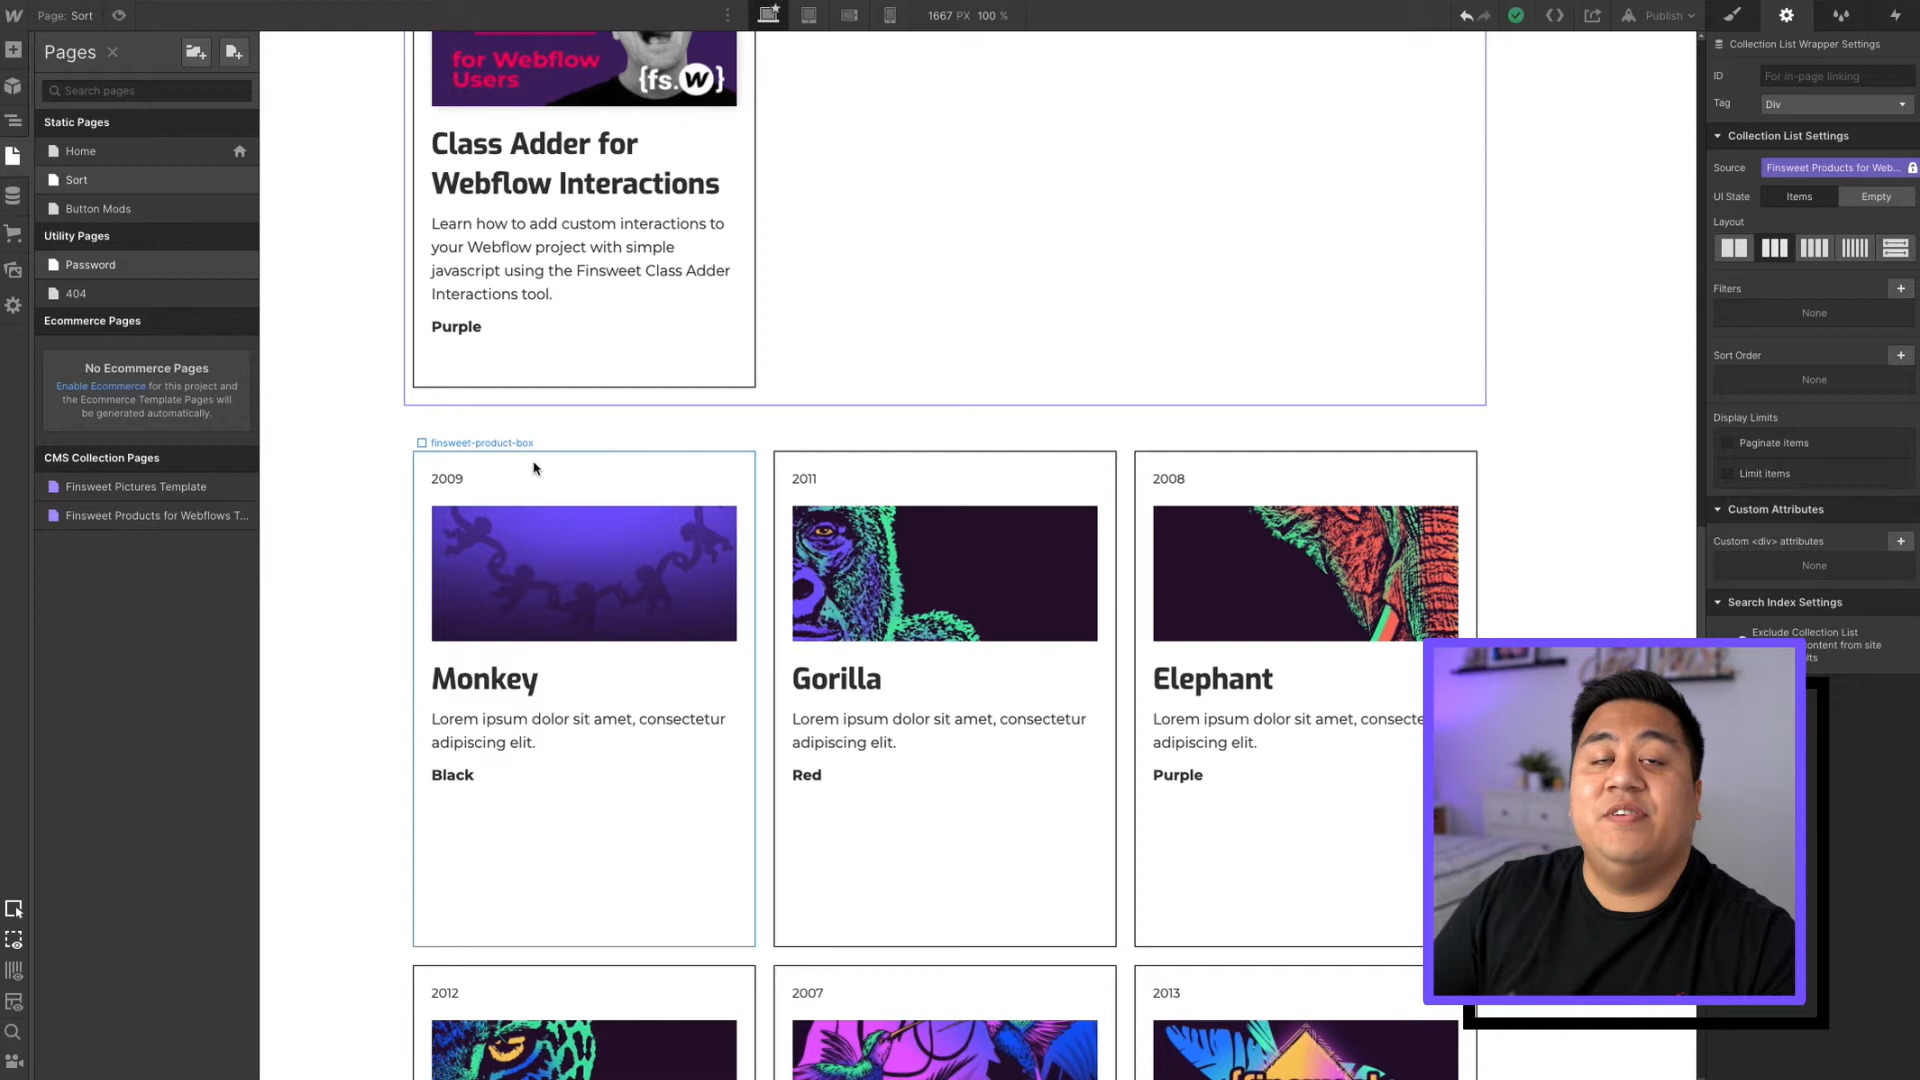 Page: Sort
1667 PX 100 %
Publish
Pages
Search pages
Static Pages
Home
Sort
Button Mods
Utility Pages
Password
404
Ecommerce Pages
No Ecommerce Pages
Enable Ecommerce for this project and
the Ecommerce Template Pages will
be generated automatically.
CMS Collection Pages
Finsweet Pictures Template
Finsweet Products for Webflows T...
for Webflow
Users
{fs.W}
Class Adder for
Webflow Interactions
Learn how to add custom interactions to
your Webflow project with simple
javascript using the Finsweet Class Adder
Interactions tool.
Purple
finsweet-product-box
2009
Monkey
Lorem ipsum dolor sit amet, consectetur
adipiscing elit.
Black
2011
Gorilla
Lorem ipsum dolor sit amet, consectetur
adipiscing elit.
Red
2008
Elephant
Lorem ipsum dolor sit amet, consecte
adipiscing elit.
Purple
2012
2007
2013
Collection List Wrapper Settings
ID
For in-page linking
Tag
Div
Collection List Settings
Source
Finsweet Products for Web...
UI State
Items
Empty
Layout
Filters
None
Sort Order
None
Display Limits
Paginate items
Limit items
Custom Attributes
Custom <div> attributes
None
Search Index Settings
Exclude Collection List
ontent from site
lts